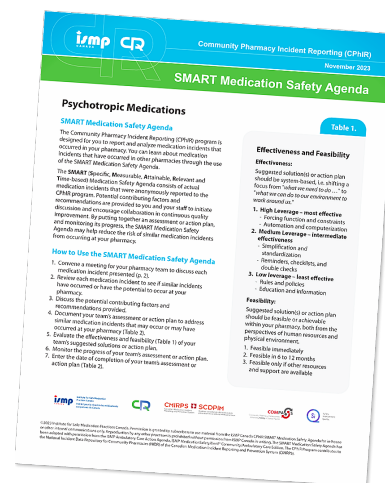 ismp
CANADA
CR
Community Pharmacy Incident Reporting (CPhIR)
November 2023
SMART Medication Safety Agenda
Psychotropic Medications
SMART Medication Safety Agenda
The Community Pharmacy Incident Reporting (CPhIR) program is
designed for you to report and analyze medication incidents that
occurred in your pharmacy. You can learn about medication
incidents that have occurred in other pharmacies through the use
of the SMART Medication Safety Agenda.
The SMART (Specific, Measurable, Attainable, Relevant and
Time-based) Medication Safety Agenda consists of actual
medication incidents that were anonymously reported to the
CPhIR program. Potential contributing factors and
recommendations are provided to you and your staff to initiate
discussion and encourage collaboration in continuous quality
improvement. By putting together an assessment or action plan,
and monitoring its progress, the SMART Medication Safety
Agenda may help reduce the risk of similar medication incidents
from occurring at your pharmacy.
How to Use the SMART Medication Safety Agenda
1. Convene a meeting for your pharmacy team to discuss each
medication incident presented (p. 2).
2. Review each medication incident to see if similar incidents
have occurred or have the potential to occur at your
pharmacy.
3. Discuss the potential contributing factors and
recommendations provided.
4. Document your team's assessment or action plan to address
similar medication incidents that may occur or may have
occurred at your pharmacy (Table 2).
5. Evaluate the effectiveness and feasibility (Table 1) of your
team's suggested solutions or action plan.
6. Monitor the progress of your team's assessment or action plan.
7. Enter the date of completion of your team's assessment or
action plan (Table 2).
Table 1.
Effectiveness and Feasibility
Effectiveness:
Suggested solution(s) or action plan
should be system-based, i.e. shifting a
focus from "what we need to do ..." to
"what we can do to our environment to
work around us."
1. High Leverage – most effective
- Forcing function and constraints
- Automation and computerization
2. Medium Leverage – intermediate
effectiveness
- Simplification and
standardization
- Reminders, checklists, and
double checks
3. Low leverage – least effective
- Rules and policies
- Education and information
Feasibility:
Suggested solution(s) or action plan
should be feasible or achievable
within your pharmacy, both from the
perspectives of human resources and
physical environment.
1. Feasible immediately
2. Feasible in 6 to 12 months
3. Feasible only if other resources
and support are available
ismp
CR
CMIRPS SCDPIM
COMPASS